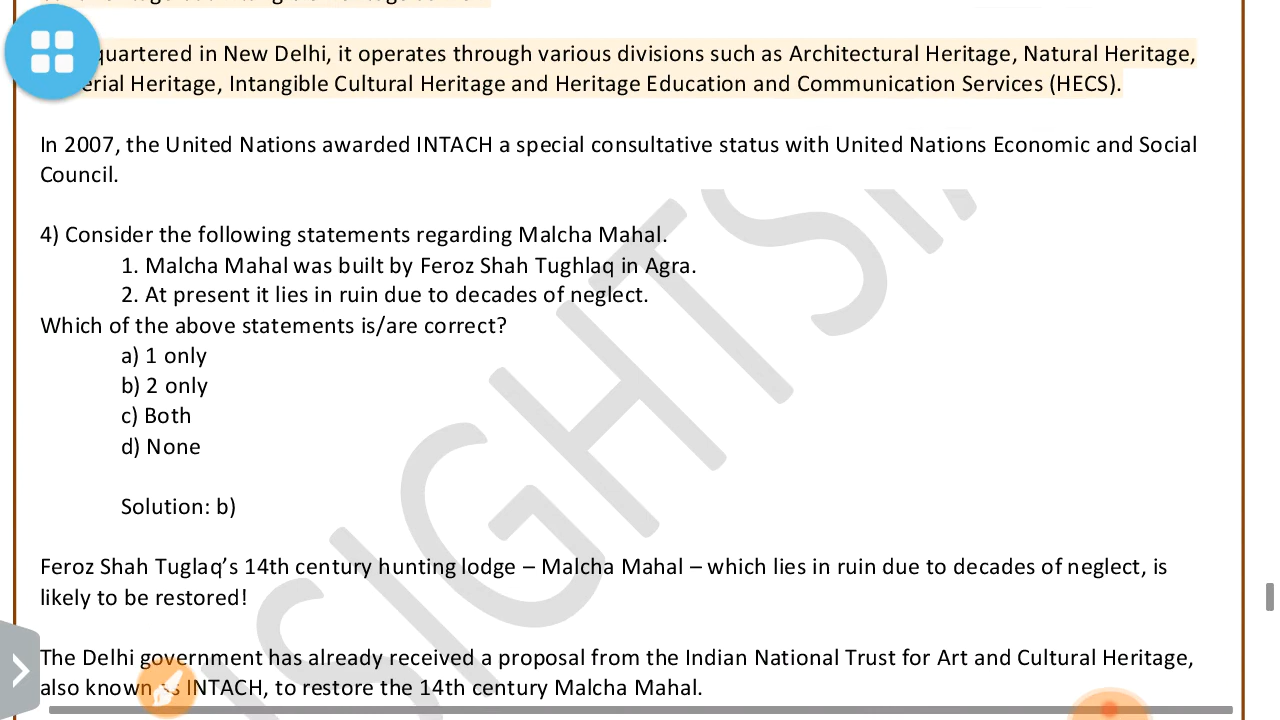 quartered in New Delhi, it operates through various divisions such as Architectural Heritage, Natural Heritage,
erial Heritage, Intangible Cultural Heritage and Heritage Education and Communication Services (HECS).
In 2007, the United Nations awarded INTACH a special consultative status with United Nations Economic and Social
Council.
4) Consider the following statements regarding Malcha Mahal.
1. Malcha Mahal was built by Feroz Shah Tughlaq in Agra.
2. At present it lies in ruin due to decades of neglect.
Which of the above statements is/are correct?
a) 1 only
b) 2 only
c) Both
d) None
Solution: b)
Feroz Shah Tuglaq's 14th century hunting lodge – Malcha Mahal – which lies in ruin due to decades of neglect, is
likely to be restored!
The Delhi government has already received a proposal from the Indian National Trust for Art and Cultural Heritage,
also known as INTACH, to restore the 14th century Malcha Mahal.